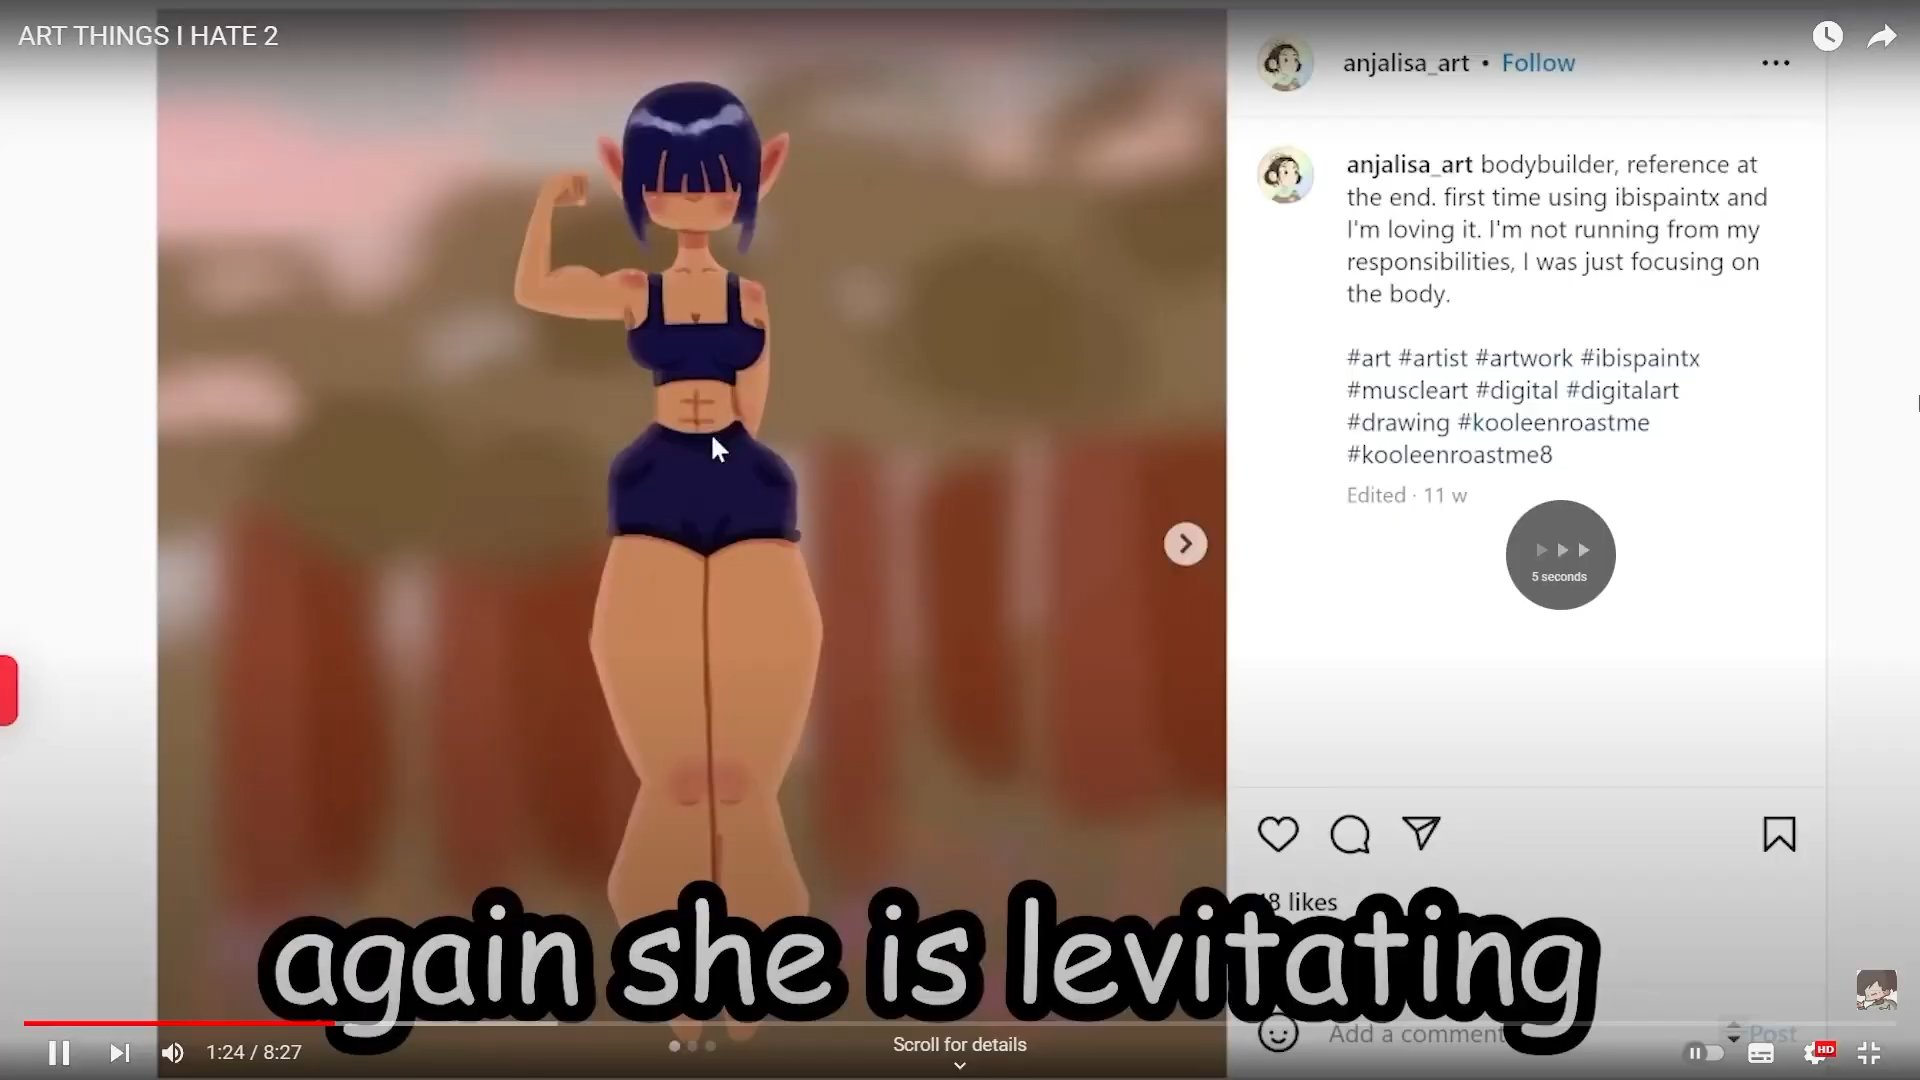 ART THINGS I HATE 2
anjalisa_art • Follow
anjalisa_art bodybuilder, reference at
the end. first time using ibispaintx and
I'm loving it. I'm not running from my
responsibilities, I was just focusing on
the body.
#art #artist #artwork #ibispaintx
#muscleart #digital #digitalart
#drawing #kooleenroastme
#kooleenroastme8
Edited · 11 w
5 seconds
8 likes
again she is levitating
Add a comment
Post
1:24 / 8:27
Scroll for details
HD